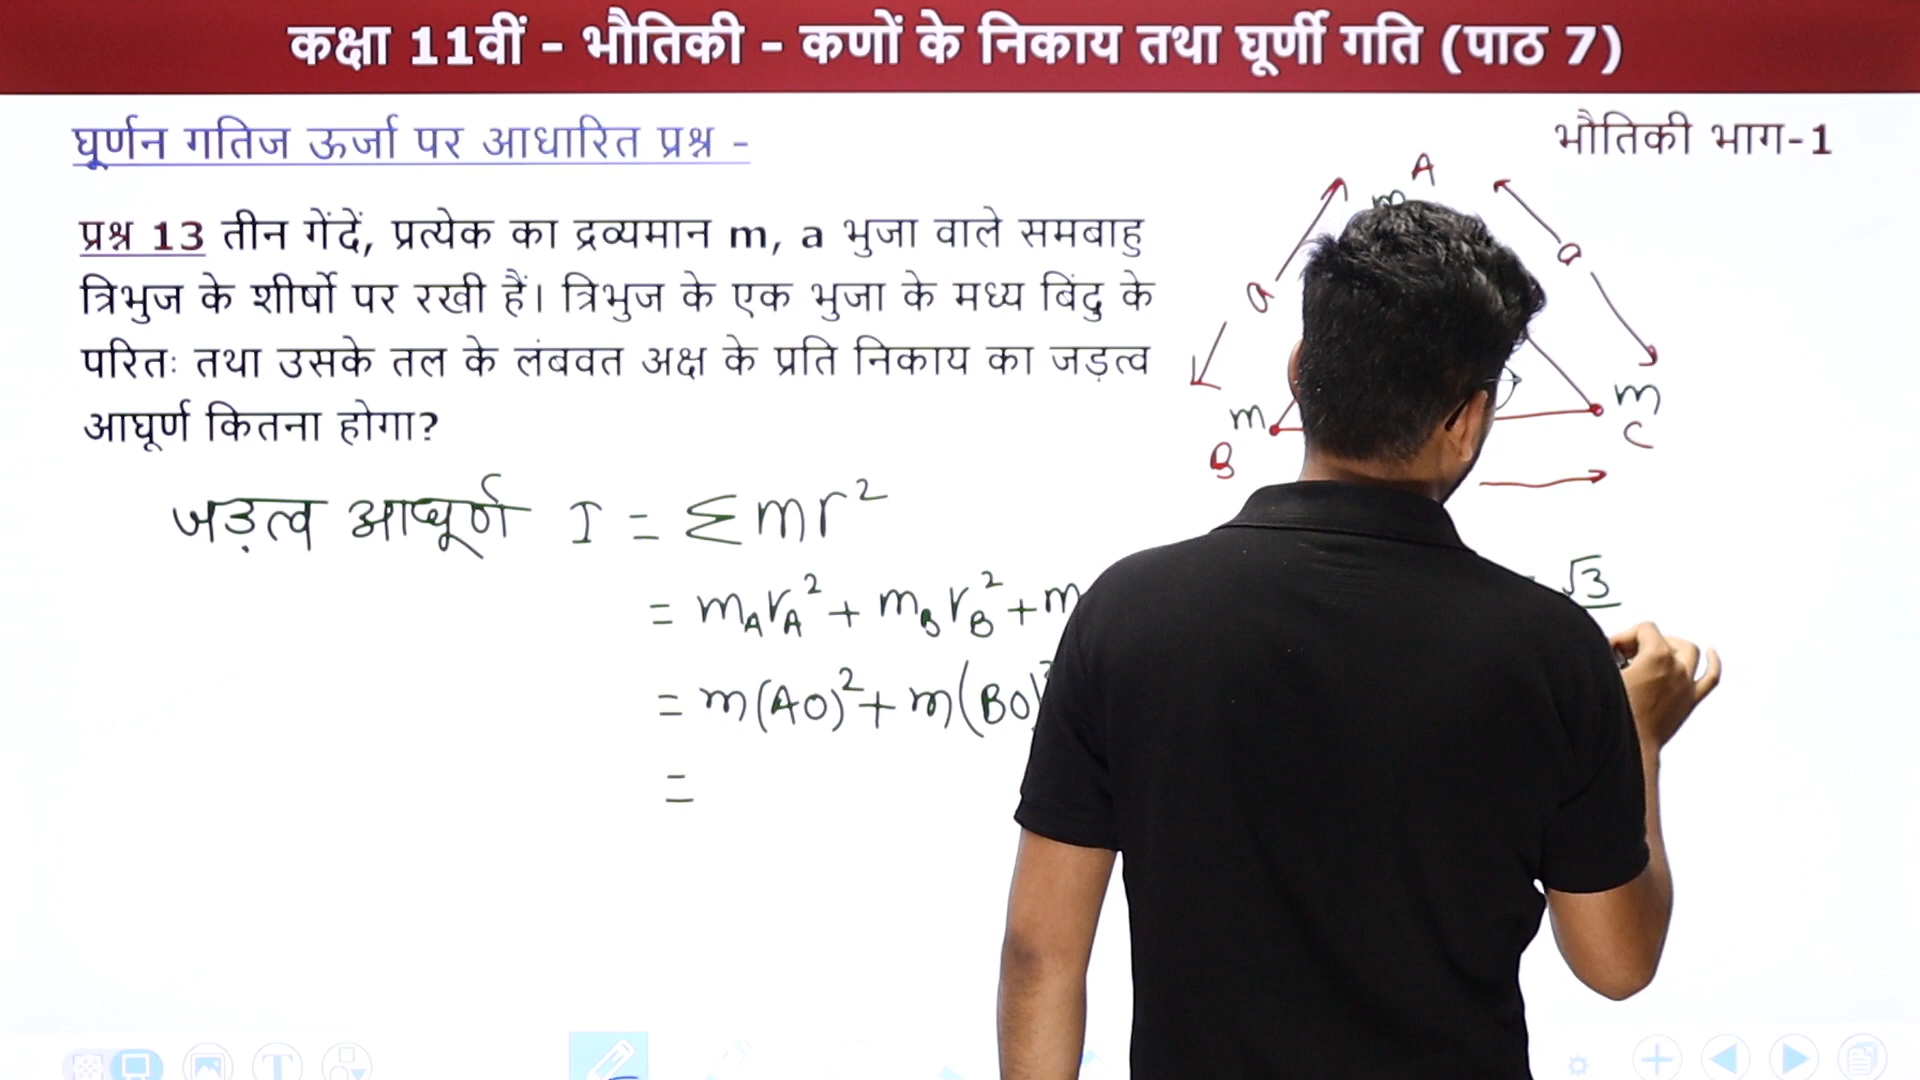 कक्षा 11वीं - भौतिकी - कणों के निकाय तथा घूर्णी गति (पाठ 7)
घूर्णन गतिज ऊर्जा पर आधारित प्रश्न -
भौतिकी भाग-1
प्रश्न 13 तीन गेंदें, प्रत्येक का द्रव्यमान m, a भुजा वाले समबाहु
त्रिभुज के शीर्षो पर रखी हैं। त्रिभुज के एक भुजा के मध्य बिंदु के
परितः तथा उसके तल के लंबवत अक्ष के प्रति निकाय का जड़त्व
आघूर्ण कितना होगा?
A
m
a
a
m
B
m
C
जड़त्व आघूर्ण I = Σmr²
= m_A r_A² + m_B r_B² + m
√3
= m(AO)² + m(BO)²
=
T